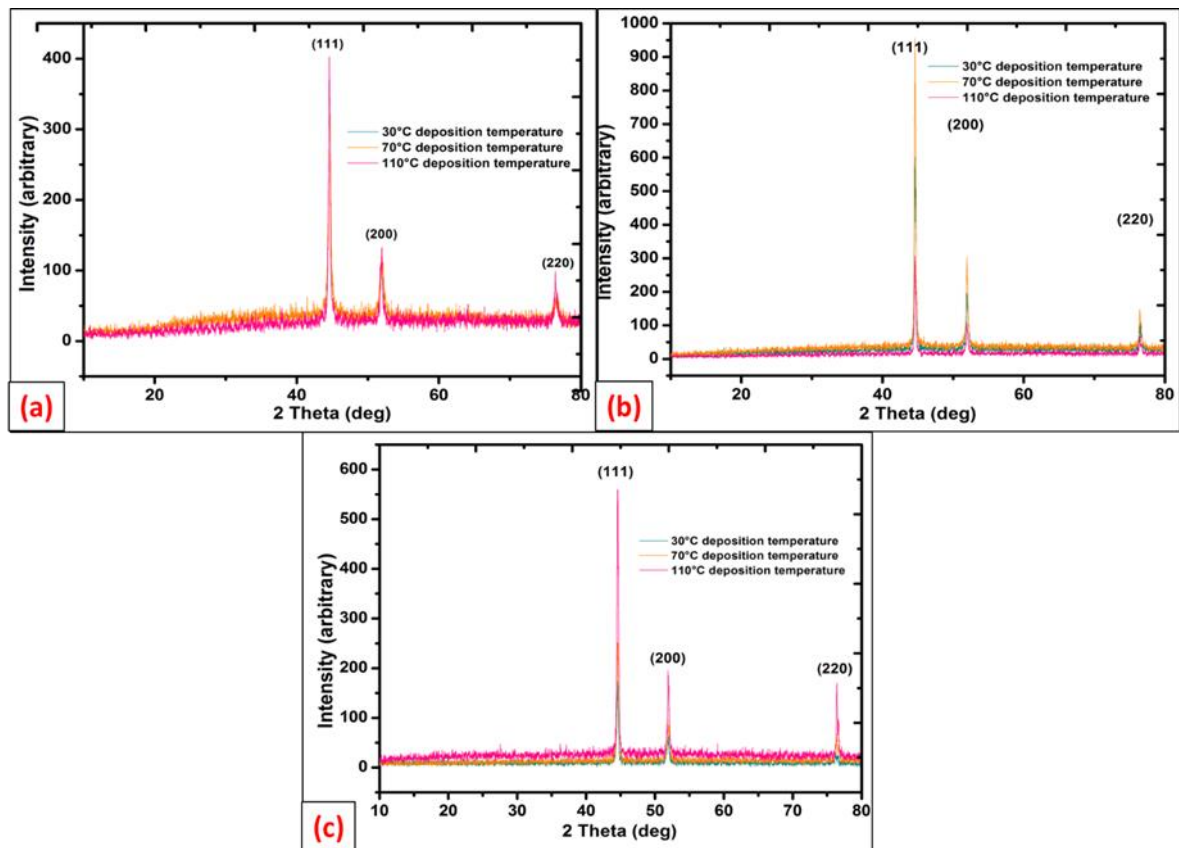 (111)
400
30°C deposition temperature
70°C deposition temperature
110°C deposition temperature
300
Intensity (arbitrary)
200
(200)
(220)
100
0
20
40
60
80
2 Theta (deg)
(a)
1000
(111)
30°C deposition temperature
900
70°C deposition temperature
110°C deposition temperature
800
700
(200)
600
Intensity (arbitrary)
500
400
(220)
300
200
100
0
20
40
60
80
2 Theta (deg)
(b)
600
(111)
500
30°C deposition temperature
70°C deposition temperature
400
110°C deposition temperature
Intensity (arbitrary)
300
200
(200)
(220)
100
0
10
20
30
40
50
60
70
80
2 Theta (deg)
(c)